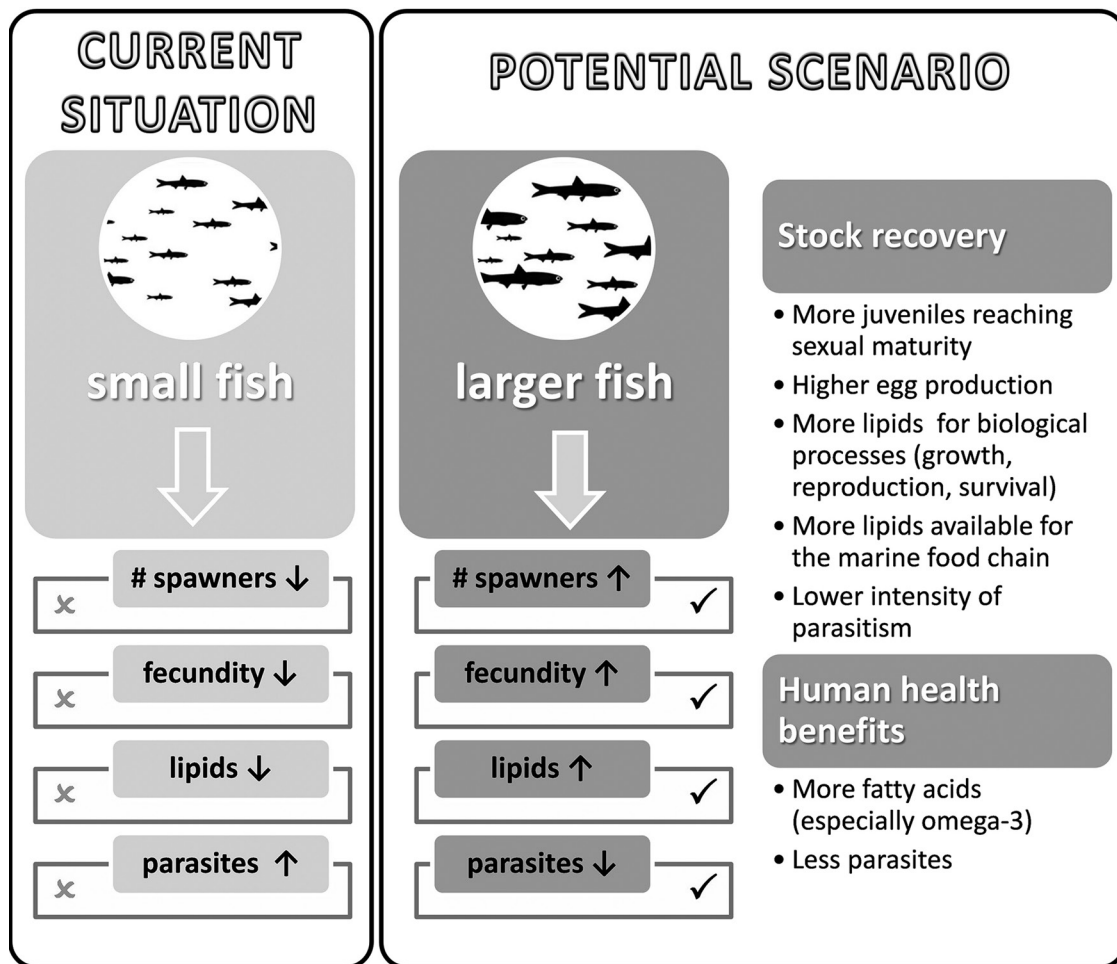 CURRENT
SITUATION
small fish
# spawners ↓
✗
fecundity ↓
✗
lipids ↓
✗
parasites ↑
✗
POTENTIAL SCENARIO
larger fish
# spawners ↑
✓
fecundity ↑
✓
lipids ↑
✓
parasites ↓
✓
Stock recovery
• More juveniles reaching
sexual maturity
• Higher egg production
• More lipids for biological
processes (growth,
reproduction, survival)
• More lipids available for
the marine food chain
• Lower intensity of
parasitism
Human health
benefits
• More fatty acids
(especially omega-3)
• Less parasites